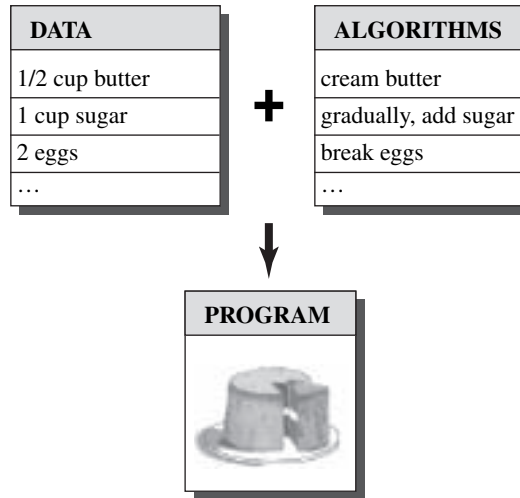 DATA
1/2 cup butter
1 cup sugar
2 eggs
…
+
ALGORITHMS
cream butter
gradually, add sugar
break eggs
…
PROGRAM